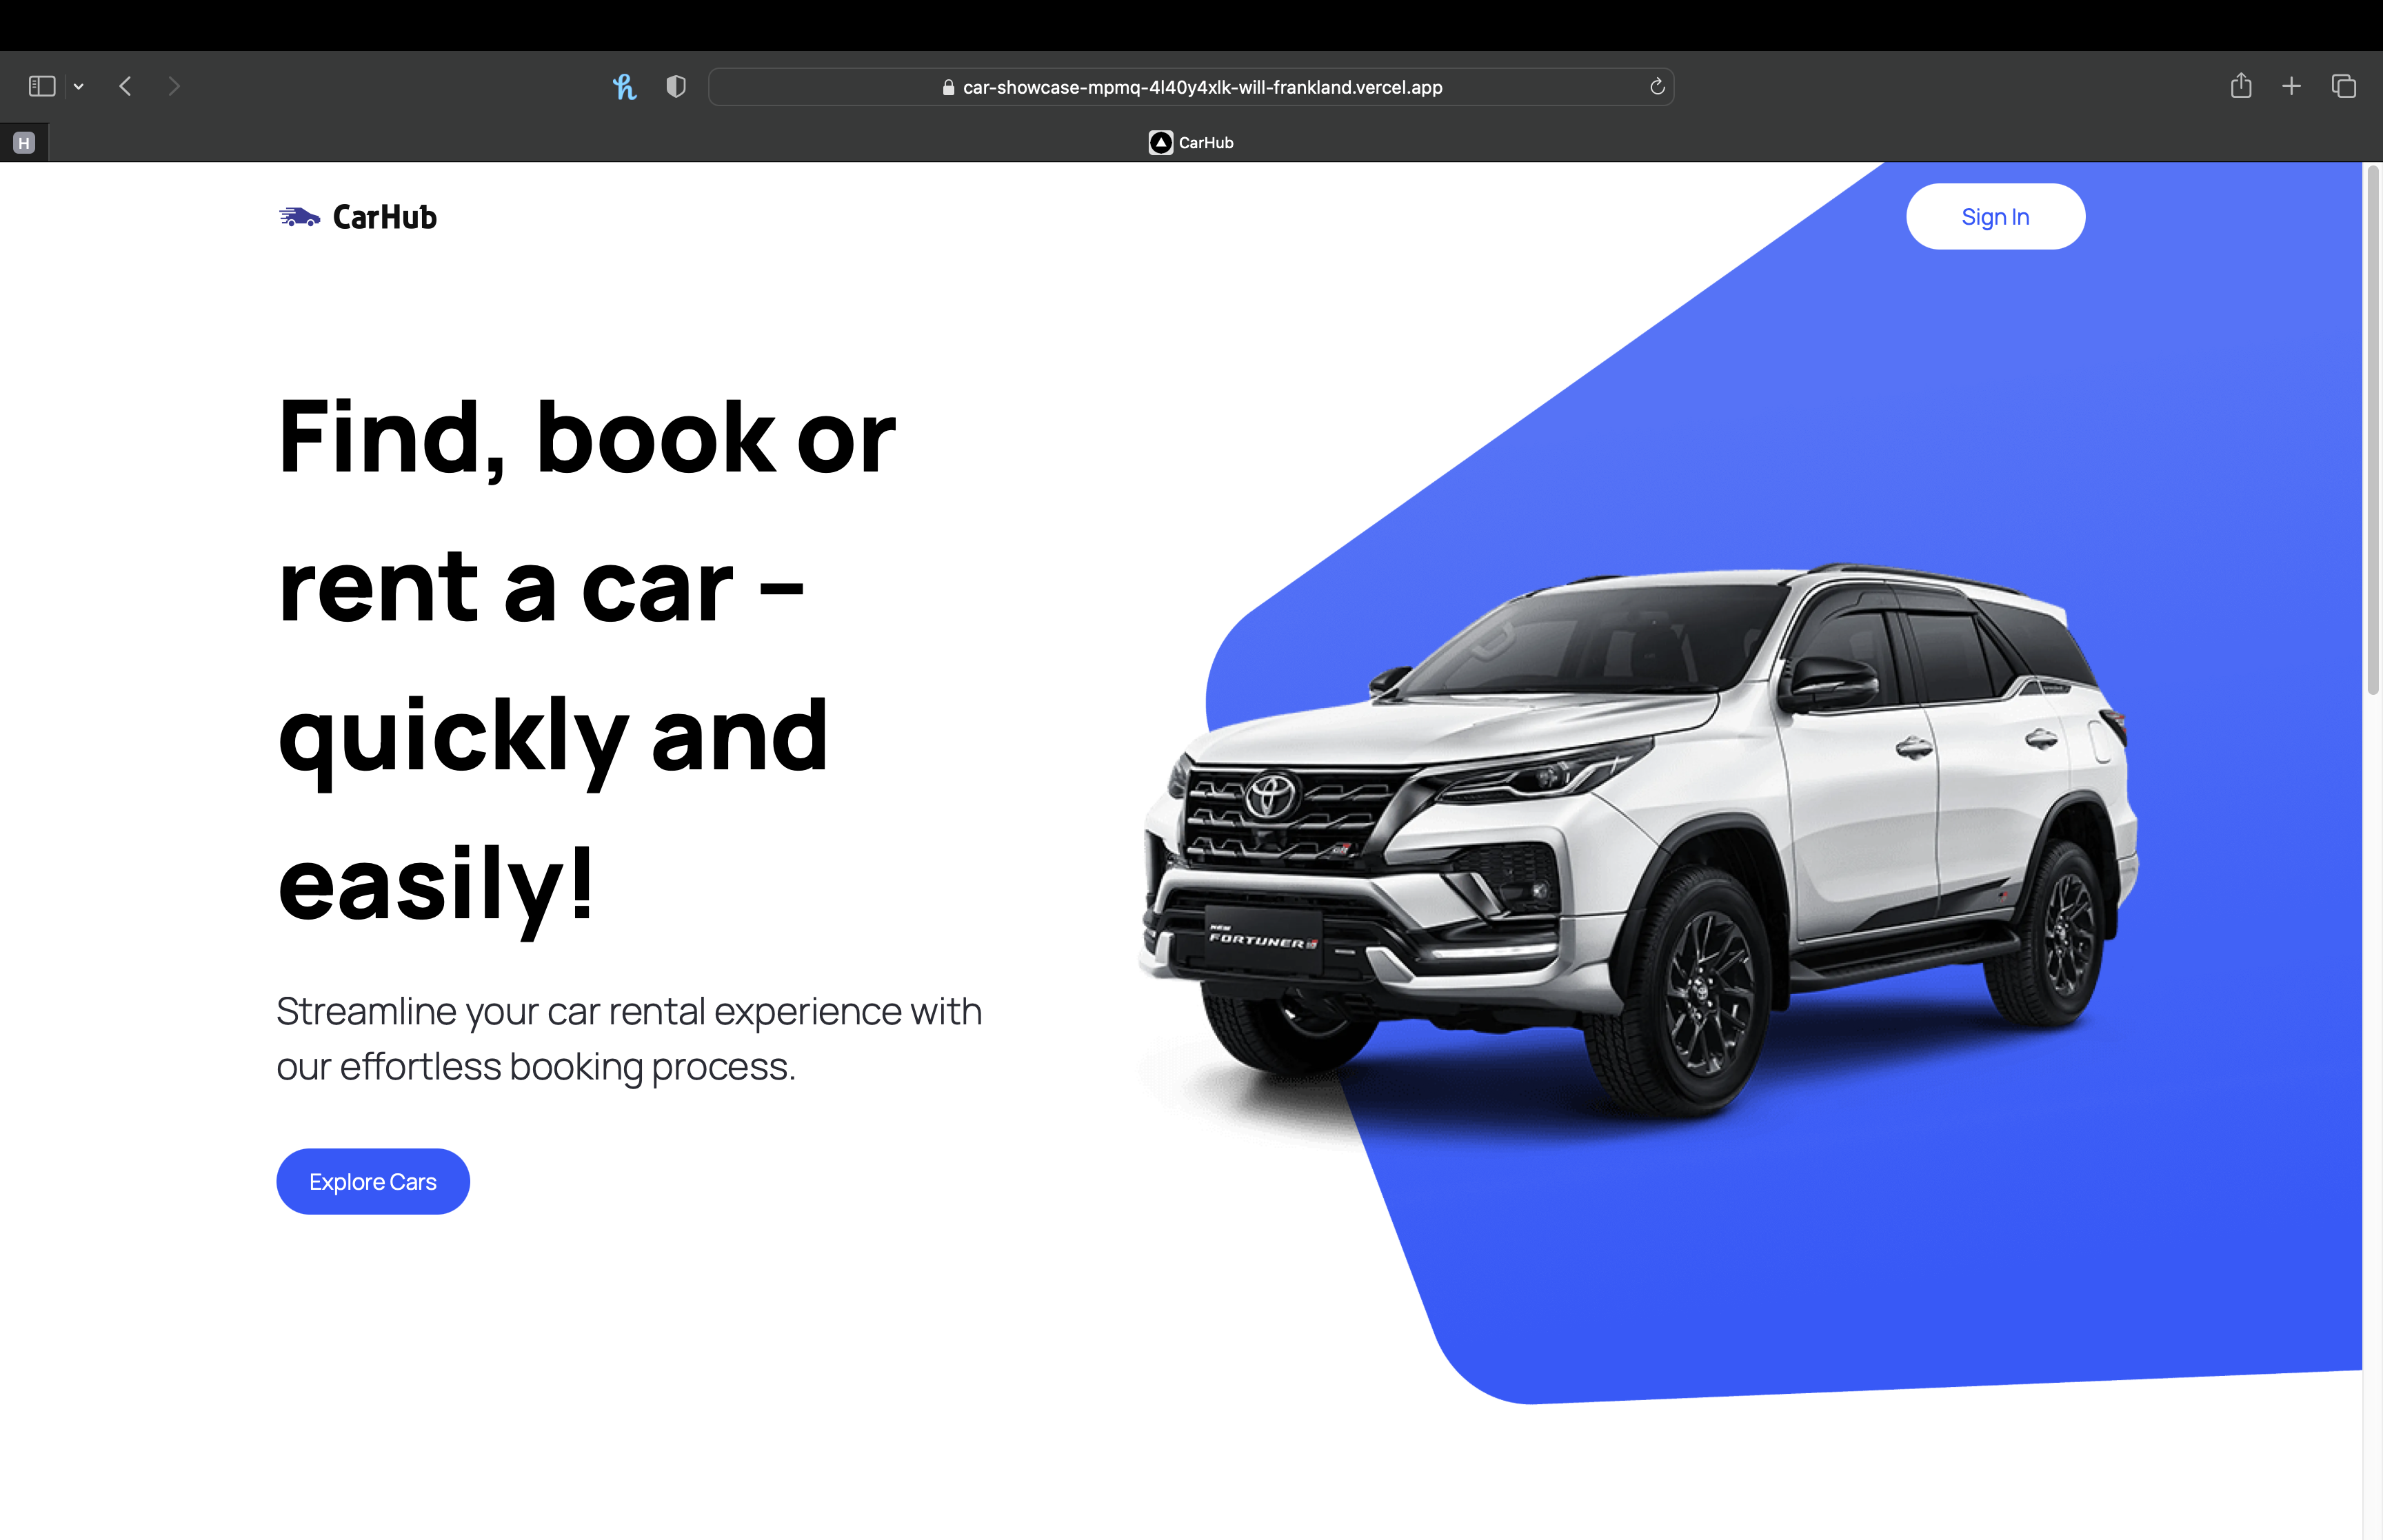 car-showcase-mpmq-4l40y4xlk-will-frankland.vercel.app
H
CarHub
CarHub
Sign In
Find, book or
rent a car –
quickly and
easily!
Streamline your car rental experience with
our effortless booking process.
Explore Cars
NEW
FORTUNER GR